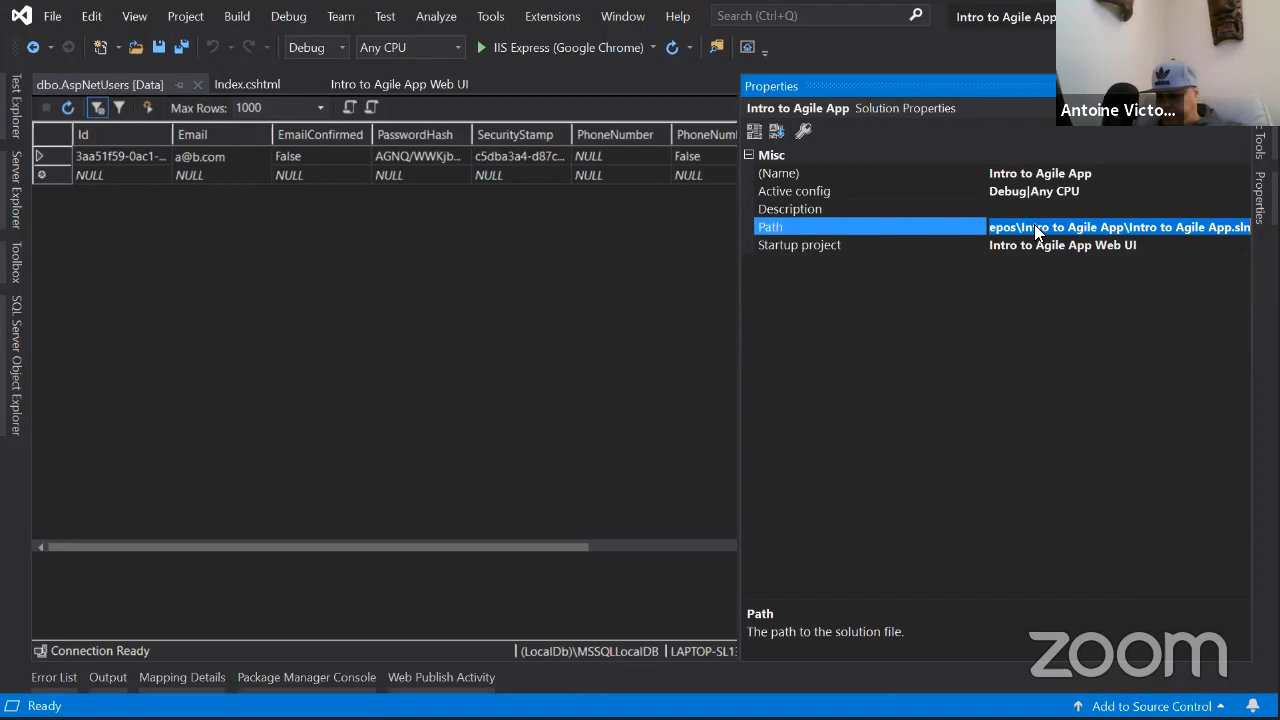 File Edit View Project Build Debug Team Test Analyze Tools Extensions Window Help Search (Ctrl+Q) Intro to Agile App
Debug Any CPU IIS Express (Google Chrome)
Antoine Victo...
dbo.AspNetUsers [Data] Index.cshtml Intro to Agile App Web UI
Max Rows: 1000
Id Email EmailConfirmed PasswordHash SecurityStamp PhoneNumber PhoneNum
3aa51f59-0ac1-... a@b.com False AGNQ/WWKjb... c5dba3a4-d87c... NULL False
NULL NULL NULL NULL NULL NULL NULL
Test Explorer
Server Explorer
Toolbox
SQL Server Object Explorer
Properties
Intro to Agile App Solution Properties
Misc
(Name) Intro to Agile App
Active config Debug|Any CPU
Description
Path epos\Intro to Agile App\Intro to Agile App.sln
Startup project Intro to Agile App Web UI
Tools
Properties
Path
The path to the solution file.
zoom
Connection Ready (LocalDb)\MSSQLLocalDB LAPTOP-SL13
Error List Output Mapping Details Package Manager Console Web Publish Activity
Ready Add to Source Control